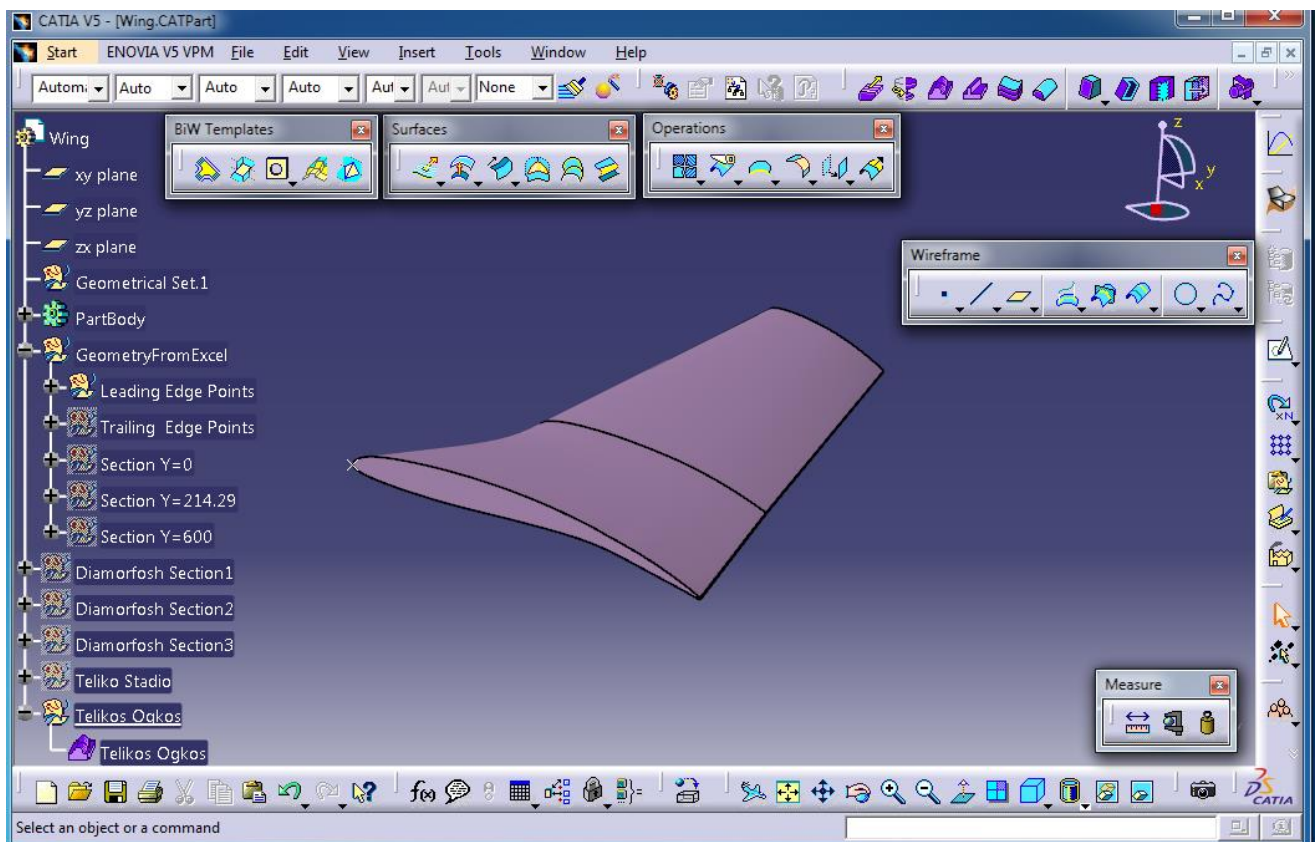 CATIA V5 - [Wing.CATPart]
Start ENOVIA V5 VPM File Edit View Insert Tools Window Help
Auto Auto Auto Aut Aut None
Wing
BiW Templates
Surfaces
Operations
z
y
x
xy plane
yz plane
zx plane
Wireframe
Geometrical Set.1
PartBody
GeometryFromExcel
Leading Edge Points
Trailing Edge Points
Section Y=0
Section Y=214.29
Section Y=600
Diamorfosh Section1
Diamorfosh Section2
Diamorfosh Section3
Teliko Stadio
Measure
Telikos Ogkos
Telikos Ogkos
f(x)
CATIA
Select an object or a command